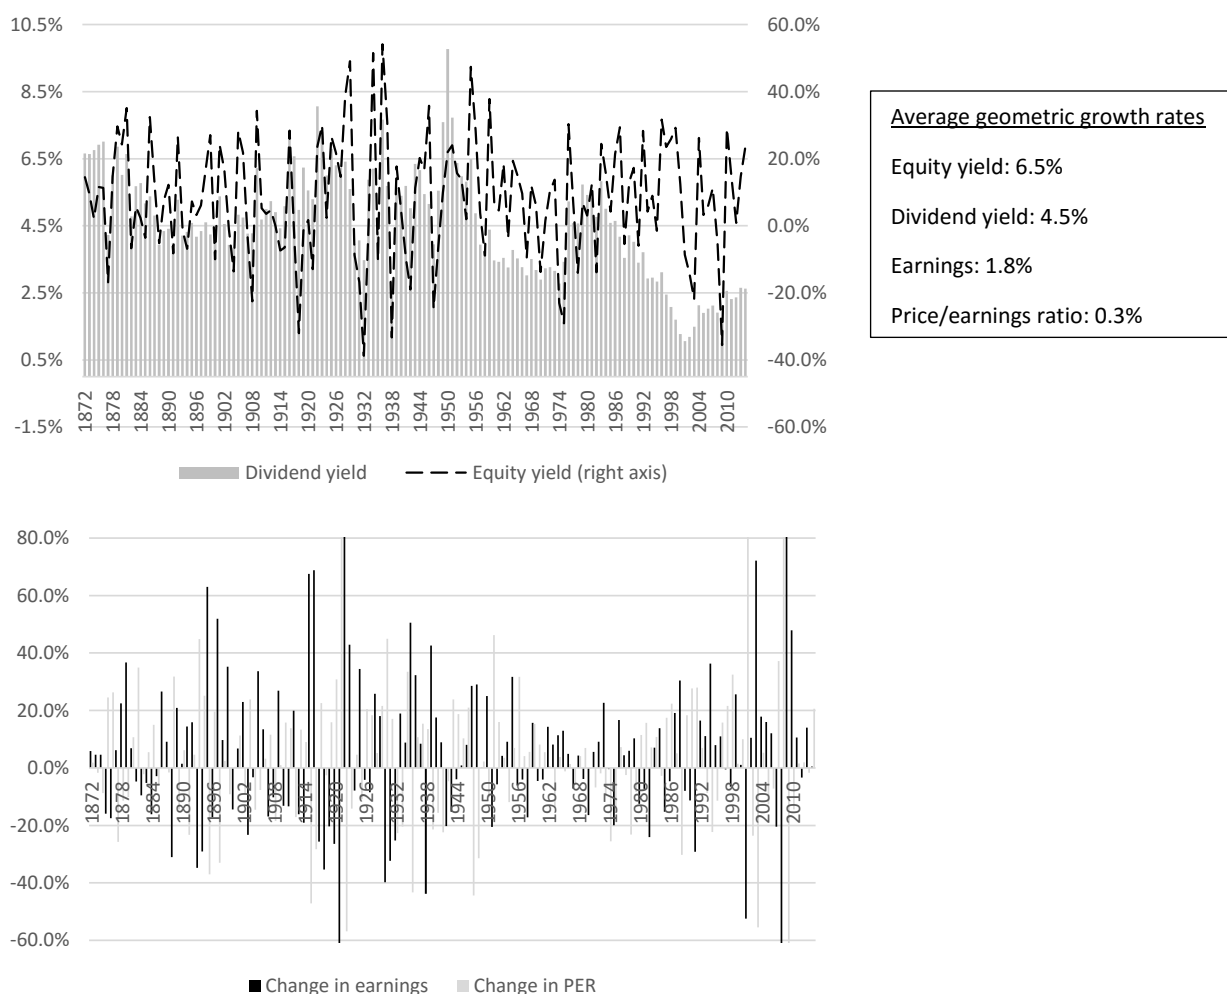 10.5%
60.0%
8.5%
40.0%
6.5%
20.0%
4.5%
0.0%
2.5%
-20.0%
0.5%
-40.0%
-1.5%
-60.0%
1872 1878 1884 1890 1896 1902 1908 1914 1920 1926 1932 1938 1944 1950 1956 1962 1968 1974 1980 1986 1992 1998 2004 2010
Dividend yield
Equity yield (right axis)
Average geometric growth rates
Equity yield: 6.5%
Dividend yield: 4.5%
Earnings: 1.8%
Price/earnings ratio: 0.3%
80.0%
60.0%
40.0%
20.0%
0.0%
-20.0%
-40.0%
-60.0%
1872 1878 1884 1890 1896 1902 1908 1914 1920 1926 1932 1938 1944 1950 1956 1962 1968 1974 1980 1986 1992 1998 2004 2010
Change in earnings
Change in PER